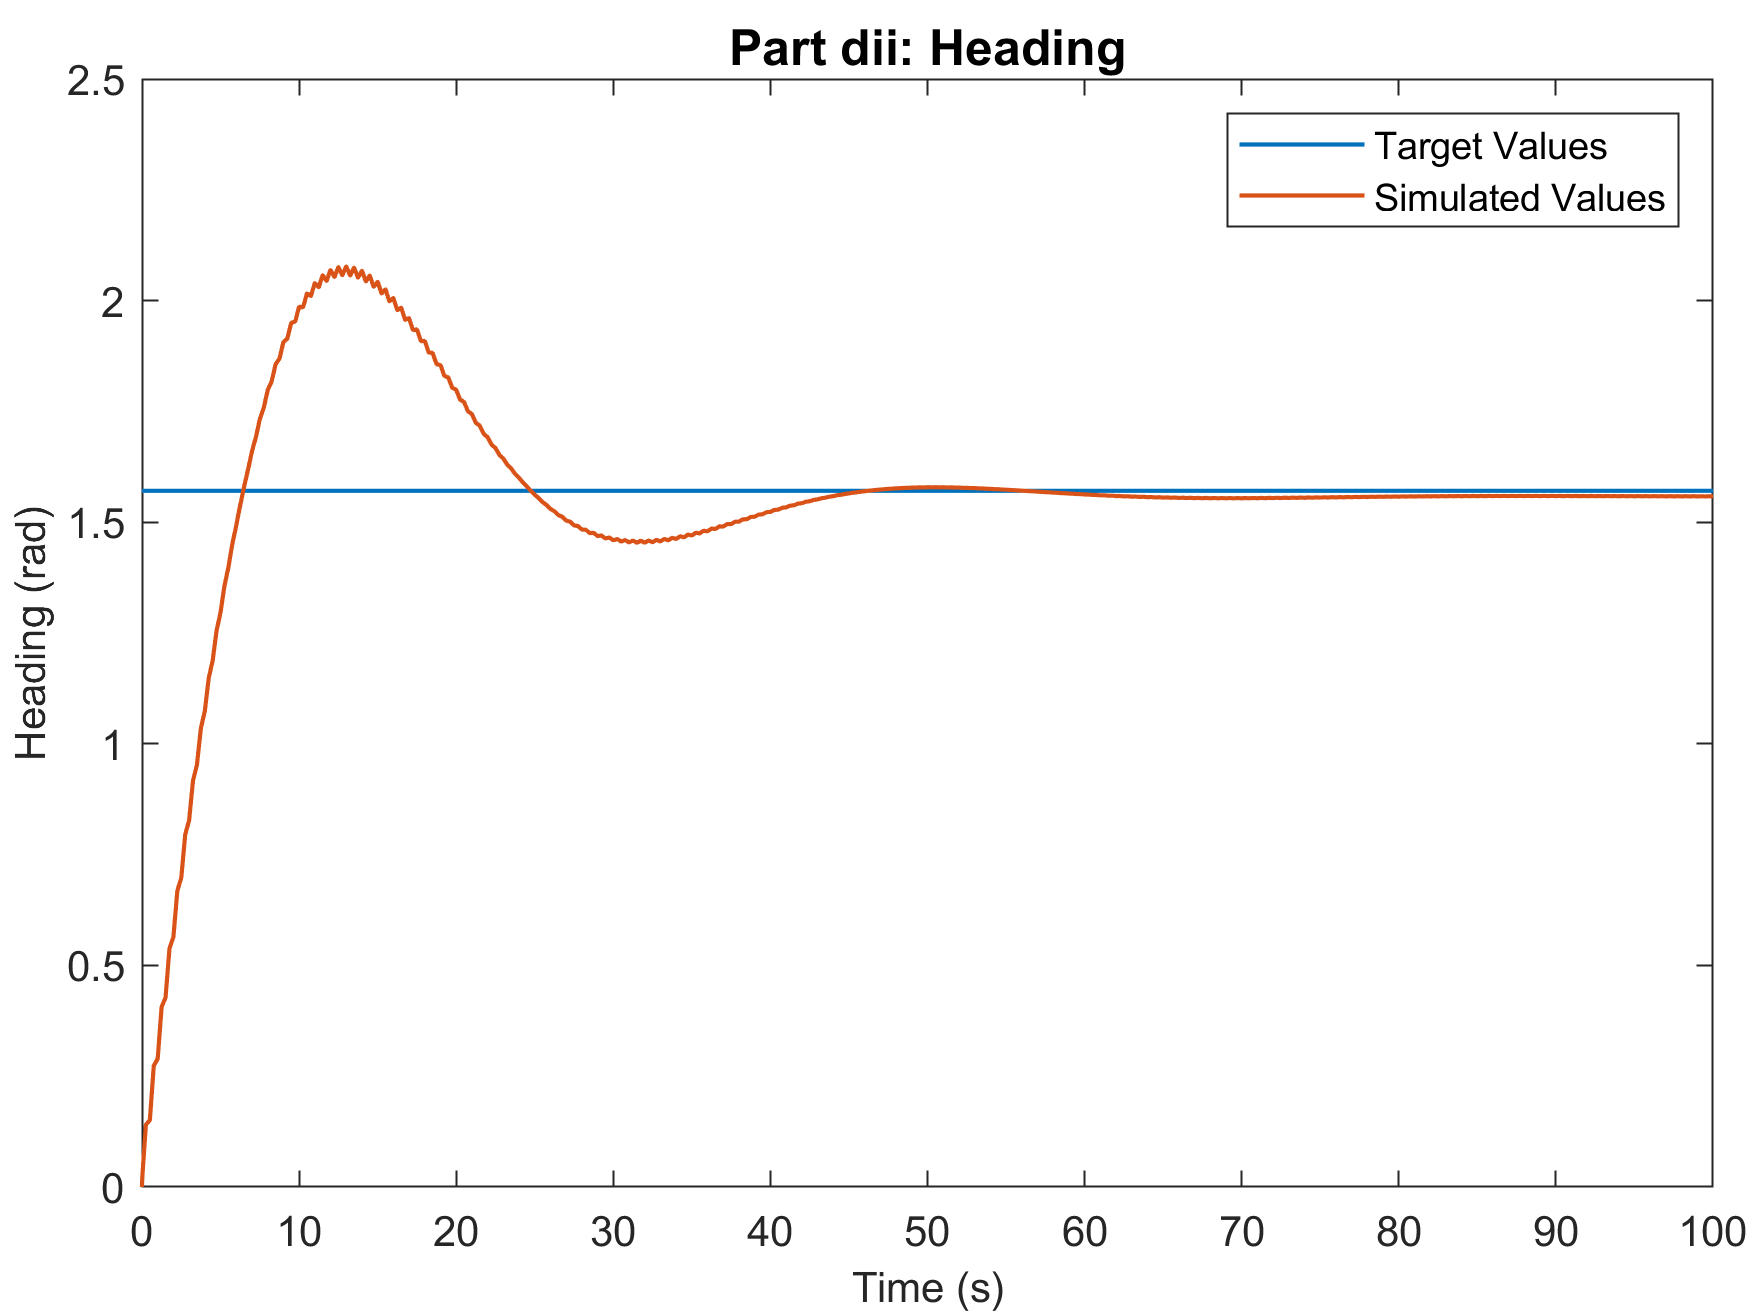 Part dii: Heading
2.5
2
1.5
1
0.5
0
Heading (rad)
Target Values
Simulated Values
0 10 20 30 40 50 60 70 80 90 100
Time (s)